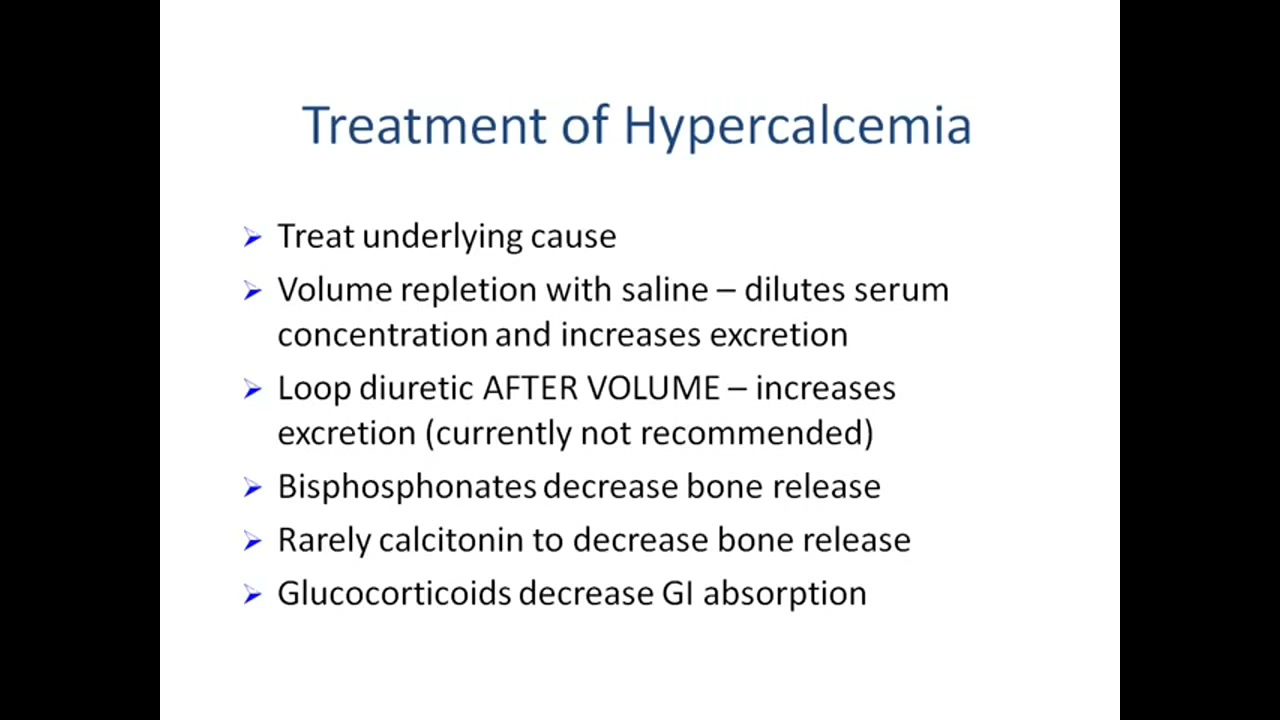 Treatment of Hypercalcemia
Treat underlying cause
Volume repletion with saline – dilutes serum
concentration and increases excretion
Loop diuretic AFTER VOLUME – increases
excretion (currently not recommended)
Bisphosphonates decrease bone release
Rarely calcitonin to decrease bone release
Glucocorticoids decrease GI absorption